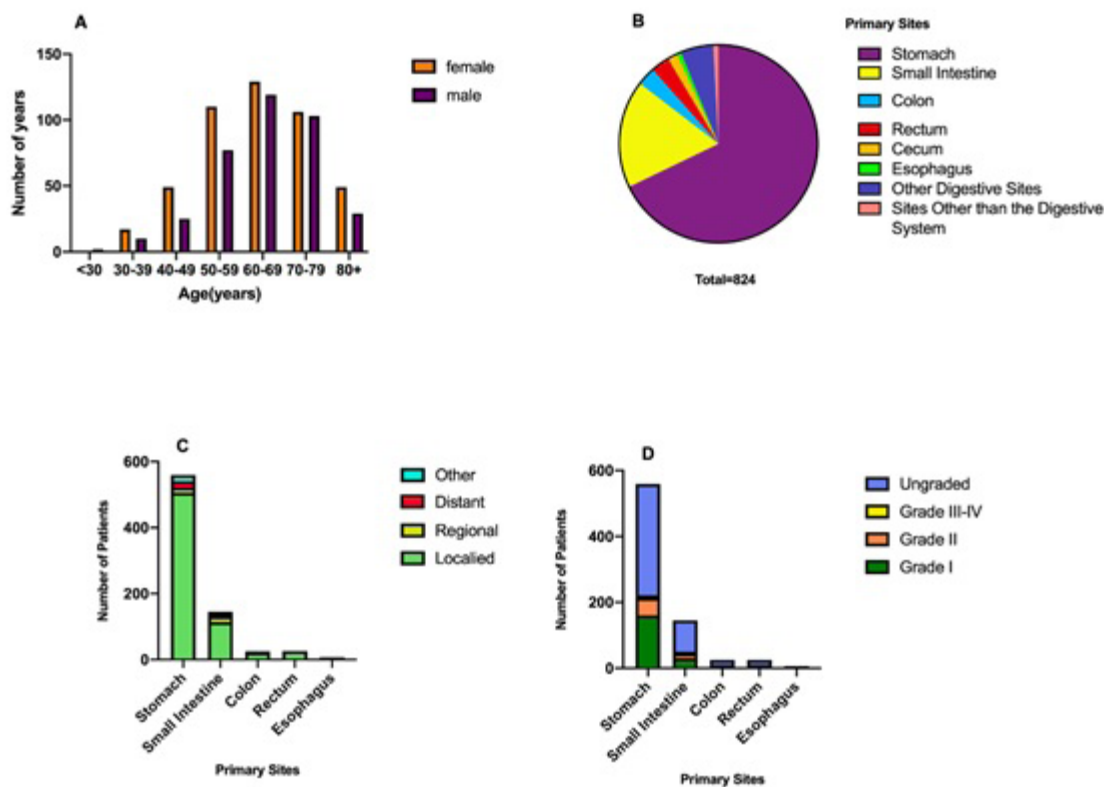 A
150
100
50
0
Number of years
<30 30-39 40-49 50-59 60-69 70-79 80+
Age(years)
female
male
B
Total=824
Primary Sites
Stomach
Small Intestine
Colon
Rectum
Cecum
Esophagus
Other Digestive Sites
Sites Other than the Digestive
System
C
600
400
200
0
Number of Patients
Stomach
Small Intestine
Colon
Rectum
Esophagus
Primary Sites
Other
Distant
Regional
Localied
D
600
400
200
0
Number of Patients
Stomach
Small Intestine
Colon
Rectum
Esophagus
Primary Sites
Ungraded
Grade III-IV
Grade II
Grade I